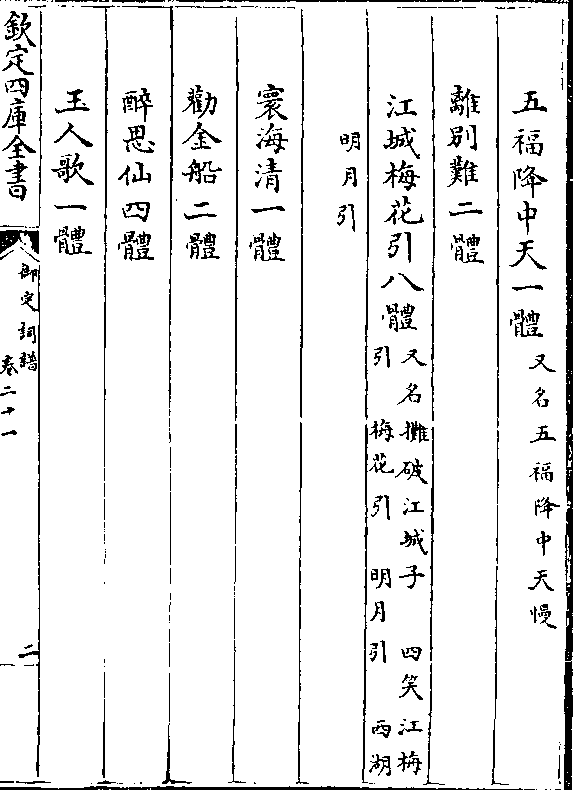 五福降中天一體又名五福降中天慢
離別難二體
江城梅花引八體又名攤破江城子 四笑江梅
引 梅花引 明月引 西湖
明月引
寰海清一體
勸金船二體
醉思仙四體
玉人歌一體
欽定四庫全書 御定詞譜 卷二十一 二